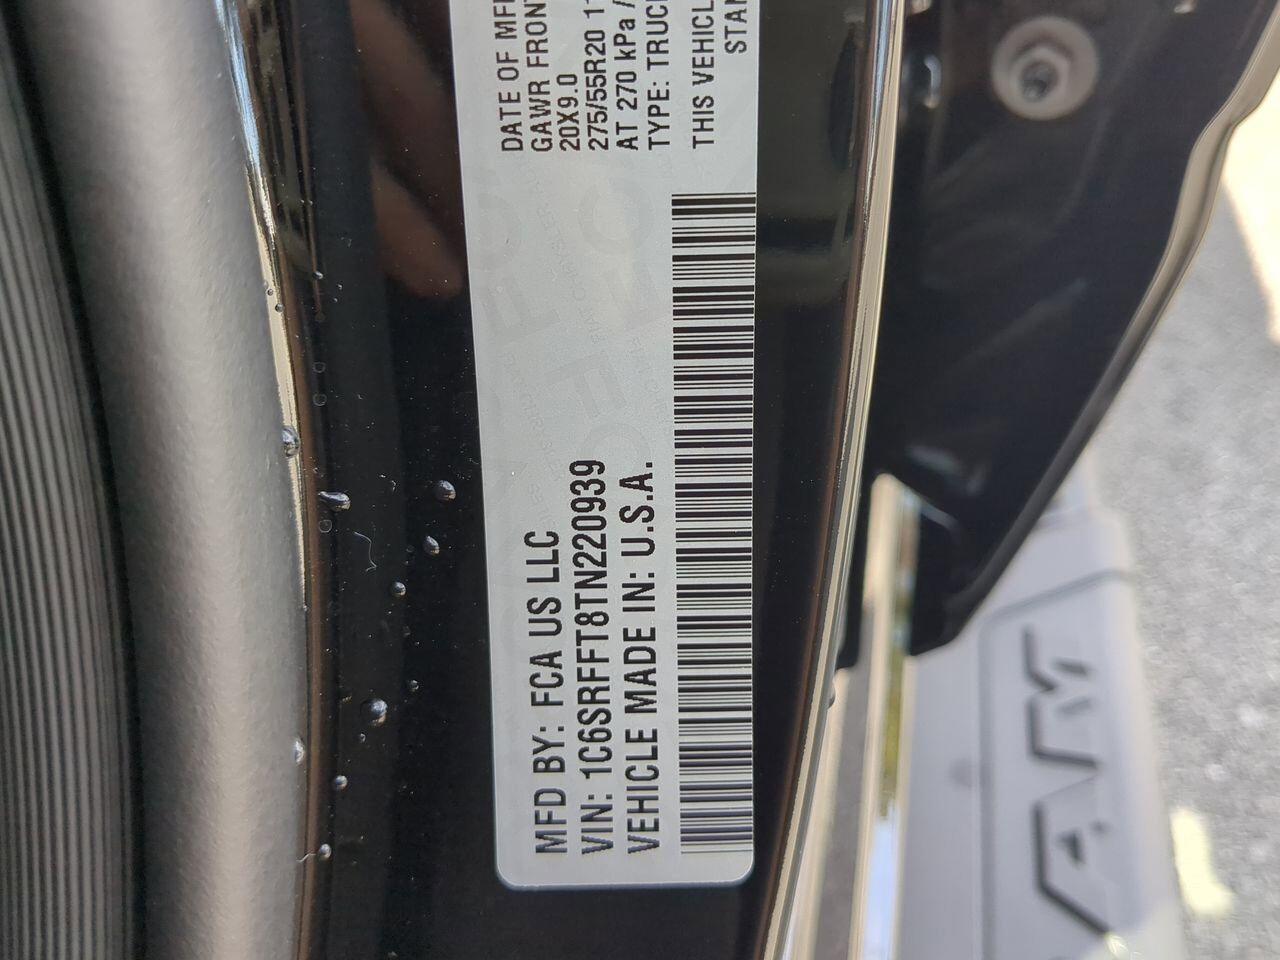 MFD BY: FCA US LLC
VIN: 1C6SRFFT8TN220939
VEHICLE MADE IN: U.S.A.
DATE OF
GAWR FRONT
20X9.0
275/55R20
AT 270 kPa /
TYPE: TRUCK
THIS VEHICL
STAN
RAM